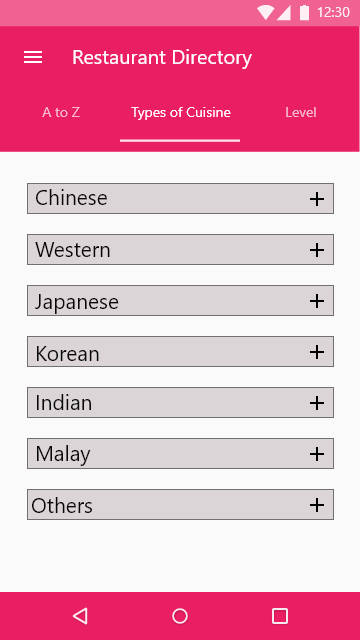 12:30
Restaurant Directory
A to Z Types of Cuisine Level
Chinese
Western
Japanese
Korean
Indian
Malay
Others